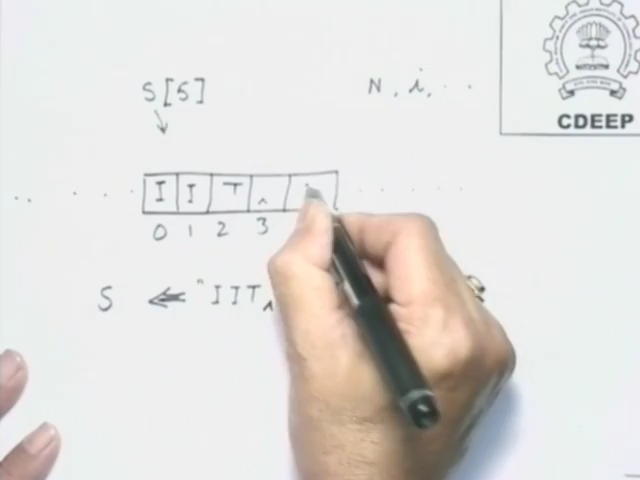 S[5] N, i, . .
I I T ^
0 1 2 3
S ← "IIT^
CDEEP